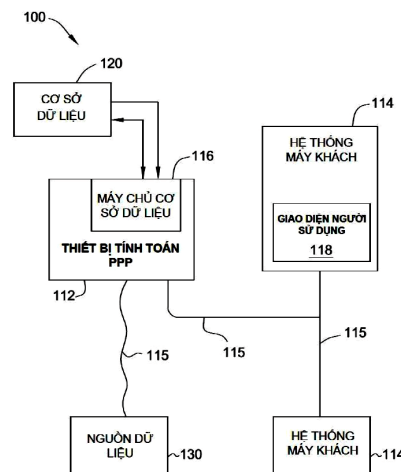 100
120
CƠ SỞ
DỮ LIỆU
116
MÁY CHỦ CƠ
SỞ DỮ LIỆU
THIẾT BỊ TÍNH TOÁN
PPP
112
114
HỆ THỐNG
MÁY KHÁCH
GIAO DIỆN NGƯỜI
SỬ DỤNG
118
115
115
115
NGUỒN DỮ
LIỆU
130
HỆ THỐNG
MÁY KHÁCH
114